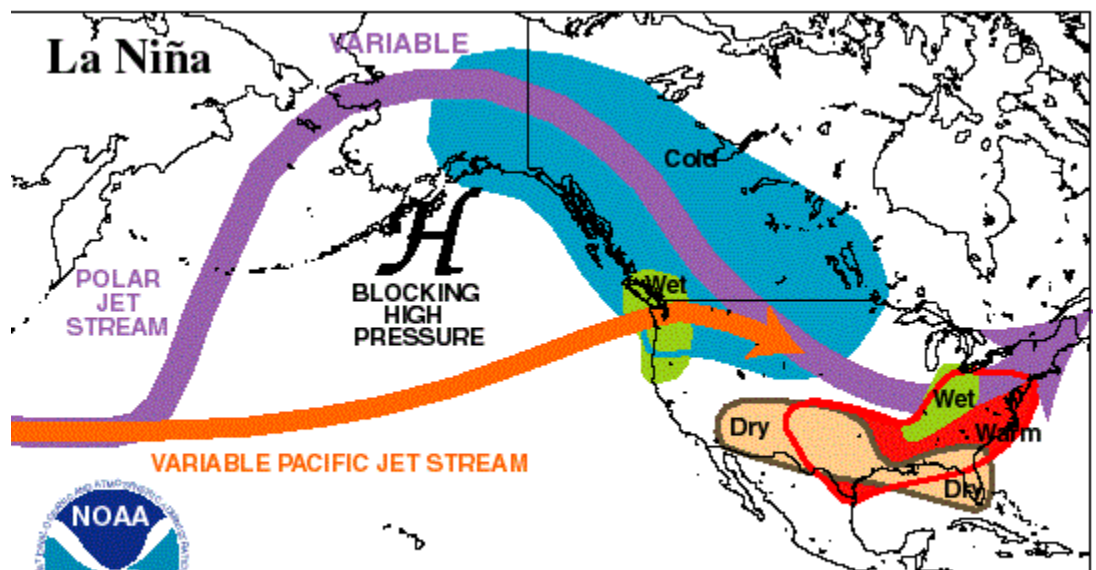 La Niña
VARIABLE
Cold
POLAR
JET
STREAM
H
BLOCKING
HIGH
PRESSURE
Wet
Wet
Dry
Warm
Dry
VARIABLE PACIFIC JET STREAM
NOAA